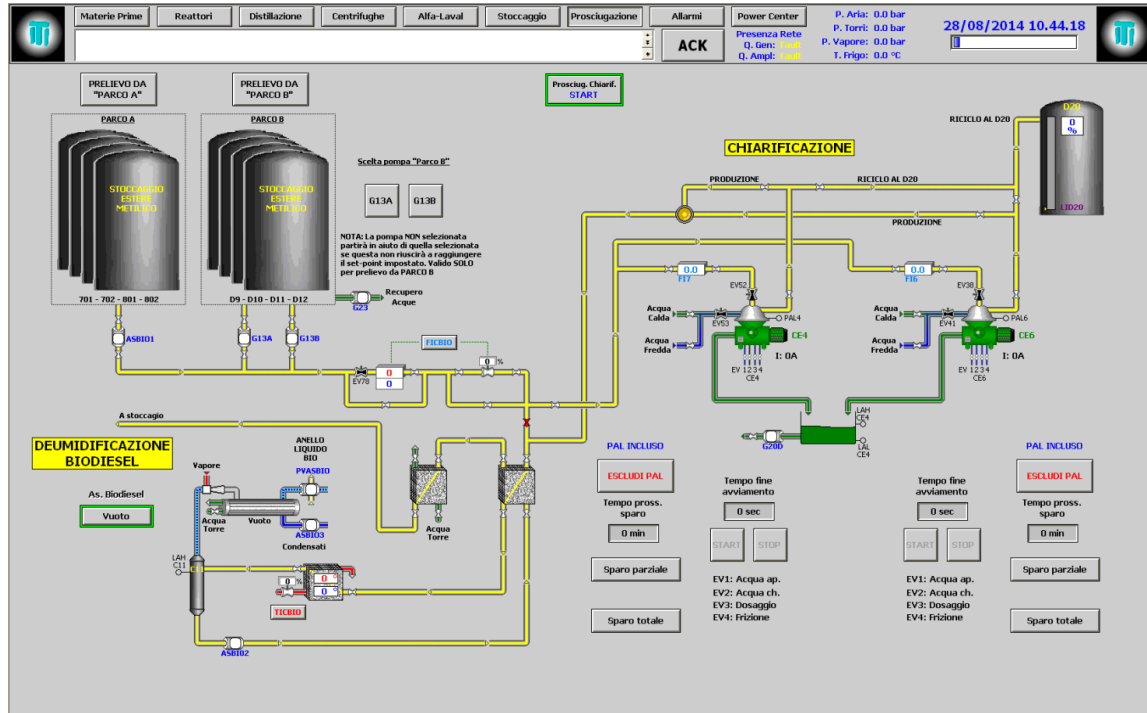 Materie Prime
Reattori
Distillazione
Centrifughe
Alfa-Laval
Stoccaggio
Prosciugazione
Allarmi
Power Center
ACK
Presenza Rete
Q. Gen: Fault
Q. Ampl: Fault
P. Aria: 0.0 bar
P. Torri: 0.0 bar
P. Vapore: 0.0 bar
T. Frigo: 0.0 °C
28/08/2014 10.44.18
PRELIEVO DA
"PARCO A"
PRELIEVO DA
"PARCO B"
Prosciug. Chiarif.
START
PARCO A
PARCO B
STOCCAGGIO
ESTERE
METILICO
STOCCAGGIO
ESTERE
METILICO
701 - 702 - 801 - 802
D9 - D10 - D11 - D12
Scelta pompa "Parco B"
G13A
G13B
NOTA: La pompa NON selezionata
partirà in aiuto di quella selezionata
se questa non riuscirà a raggiungere
il set-point impostato. Valido SOLO
per prelievo da PARCO B
Recupero
Acque
G23
ASBIO1
G13A
G13B
FICBIO
0 %
EV78
0
0
CHIARIFICAZIONE
RICICLO AL D20
D20
0
%
LID20
PRODUZIONE
RICICLO AL D20
PRODUZIONE
0.0
FI7
0.0
FI6
EV52
Acqua
Calda
EV53
PAL4
Acqua
Fredda
CE4
I: 0A
EV 1 2 3 4
CE4
EV38
Acqua
Calda
EV41
PAL6
Acqua
Fredda
CE6
I: 0A
EV 1 2 3 4
CE6
LAH
CE4
LAL
CE4
G20D
A stoccagio
DEUMIDIFICAZIONE
BIODIESEL
ANELLO
LIQUIDO
BIO
PVASBIO
Vapore
As. Biodiesel
Vuoto
Acqua
Torre
Vuoto
ASBIO3
Condensati
Acqua
Torre
LAH
C11
C11
0 %
0 °
0 °
TICBIO
ASBIO2
PAL INCLUSO
ESCLUDI PAL
Tempo pross.
sparo
0 min
Sparo parziale
Sparo totale
Tempo fine
avviamento
0 sec
START
STOP
EV1: Acqua ap.
EV2: Acqua ch.
EV3: Dosaggio
EV4: Frizione
Tempo fine
avviamento
0 sec
START
STOP
EV1: Acqua ap.
EV2: Acqua ch.
EV3: Dosaggio
EV4: Frizione
PAL INCLUSO
ESCLUDI PAL
Tempo pross.
sparo
0 min
Sparo parziale
Sparo totale